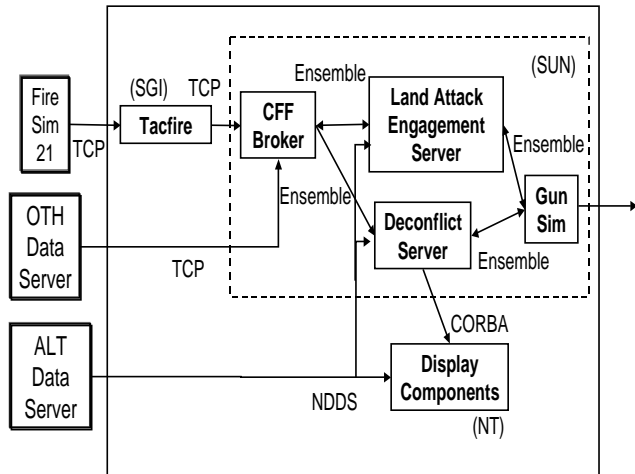 (SUN)
Ensemble
Land Attack
Engagement
Server
(SGI)
TCP
CFF
Broker
Fire
Sim
21
TCP
Tacfire
Ensemble
Gun
Sim
Ensemble
Deconflict
Server
Ensemble
OTH
Data
Server
TCP
CORBA
ALT
Data
Server
Display
Components
NDDS
(NT)